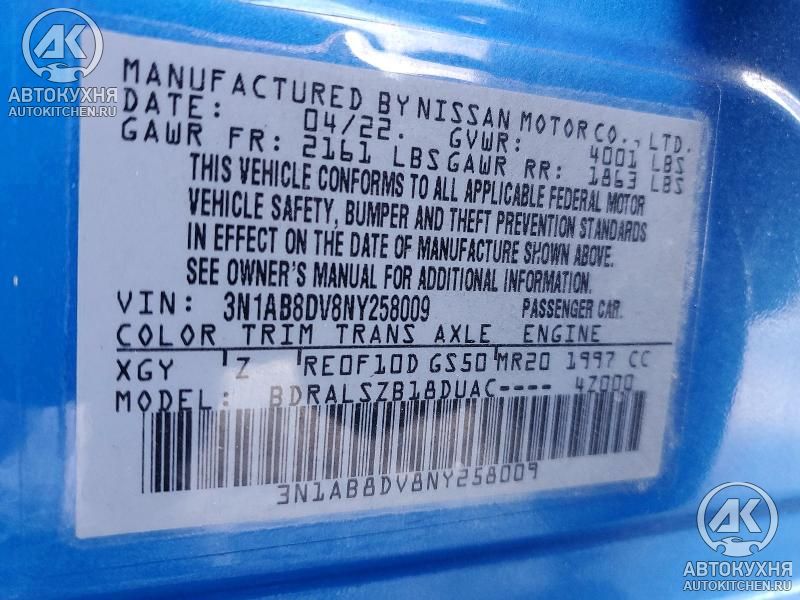 AK
АВТОКУХНЯ
AUTOKITCHEN.RU
MANUFACTURED BY NISSAN MOTOR CO., LTD.
DATE: 04/22. GVWR: 4001 LBS
GAWR FR: 2161 LBS GAWR RR: 1863 LBS
THIS VEHICLE CONFORMS TO ALL APPLICABLE FEDERAL MOTOR
VEHICLE SAFETY, BUMPER AND THEFT PREVENTION STANDARDS
IN EFFECT ON THE DATE OF MANUFACTURE SHOWN ABOVE.
SEE OWNER'S MANUAL FOR ADDITIONAL INFORMATION.
VIN: 3N1AB8DV8NY258009 PASSENGER CAR.
COLOR TRIM TRANS AXLE ENGINE
XGY Z RE0F10D GS50 MR20 1997 CC
MODEL: BDRALSZB18DUAC---- 4Z000
3N1AB8DV8NY258009
AK
АВТОКУХНЯ
AUTOKITCHEN.RU